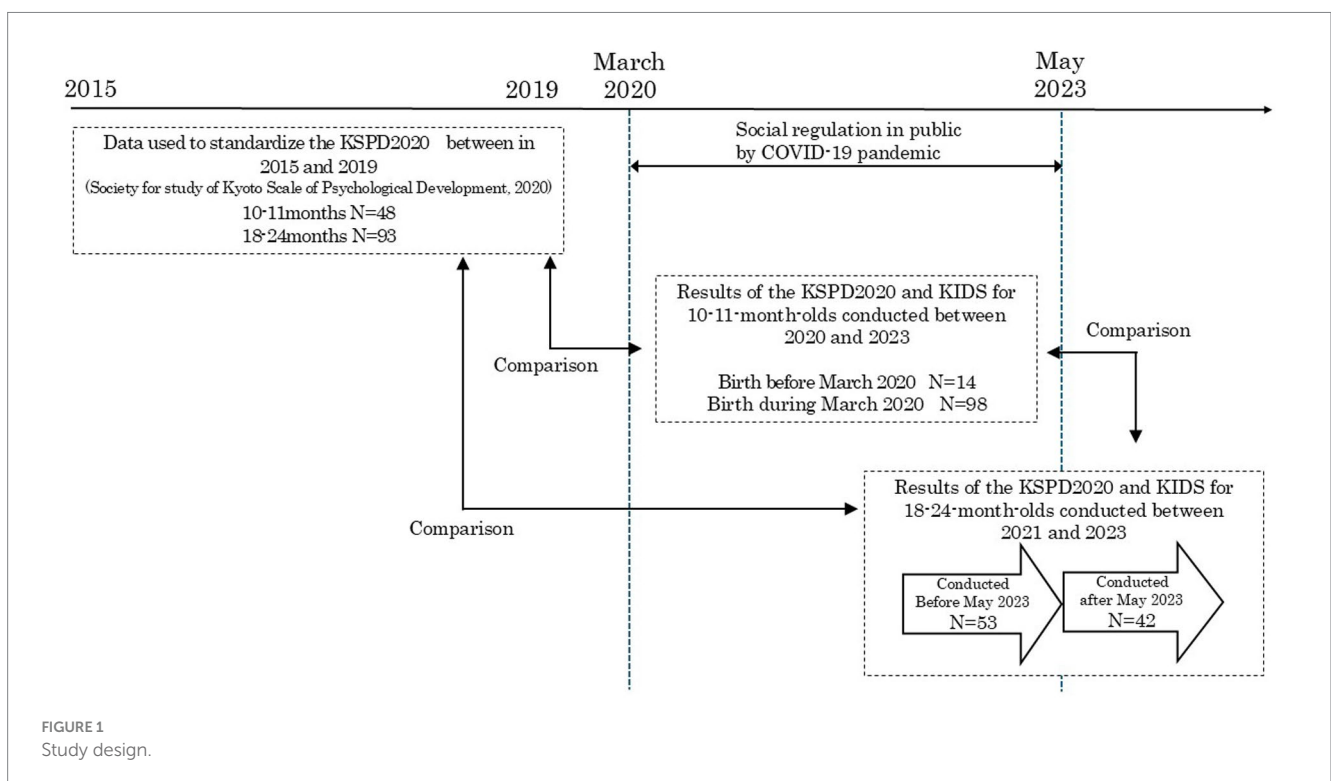 2015
2019
March
2020
May
2023
Data used to standardize the KSPD2020 between in
2015 and 2019
(Society for study of Kyoto Scale of Psychological Development, 2020)
10-11months N=48
18-24months N=93
Social regulation in public
by COVID-19 pandemic
Results of the KSPD2020 and KIDS for
10-11-month-olds conducted between
2020 and 2023
Birth before March 2020 N=14
Birth during March 2020 N=98
Comparison
Comparison
Comparison
Results of the KSPD2020 and KIDS for
18-24-month-olds conducted between
2021 and 2023
Conducted
Before May 2023
N=53
Conducted
after May 2023
N=42
FIGURE 1
Study design.